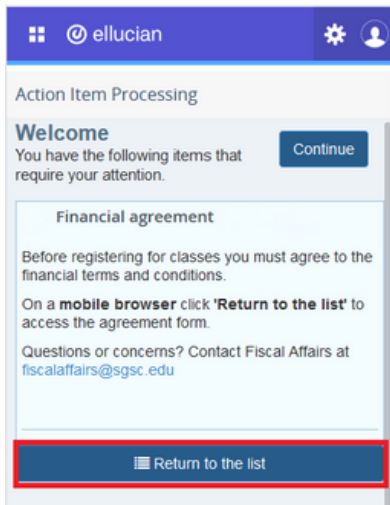 ellucian
Action Item Processing
Welcome
You have the following items that
require your attention.
Continue
Financial agreement
Before registering for classes you must agree to the
financial terms and conditions.
On a mobile browser click 'Return to the list' to
access the agreement form.
Questions or concerns? Contact Fiscal Affairs at
fiscalaffairs@sgsc.edu
Return to the list